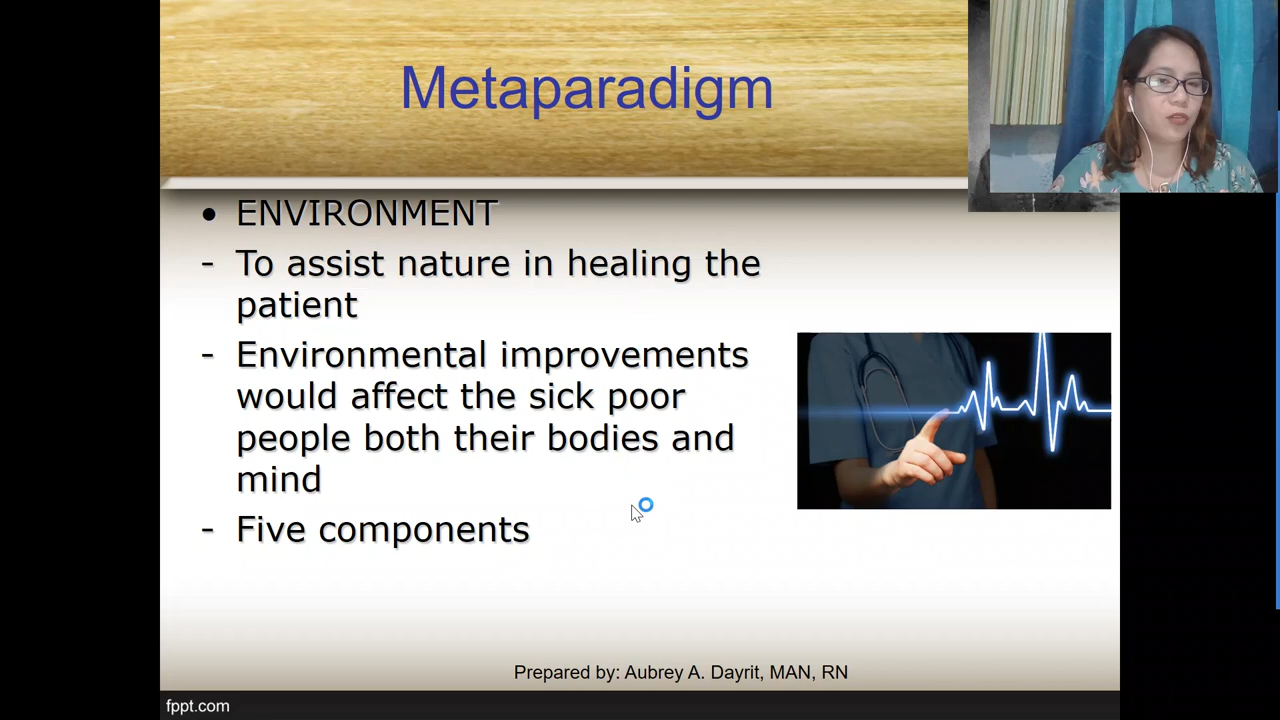 Metaparadigm
• ENVIRONMENT
- To assist nature in healing the
patient
- Environmental improvements
would affect the sick poor
people both their bodies and
mind
- Five components
Prepared by: Aubrey A. Dayrit, MAN, RN
fppt.com